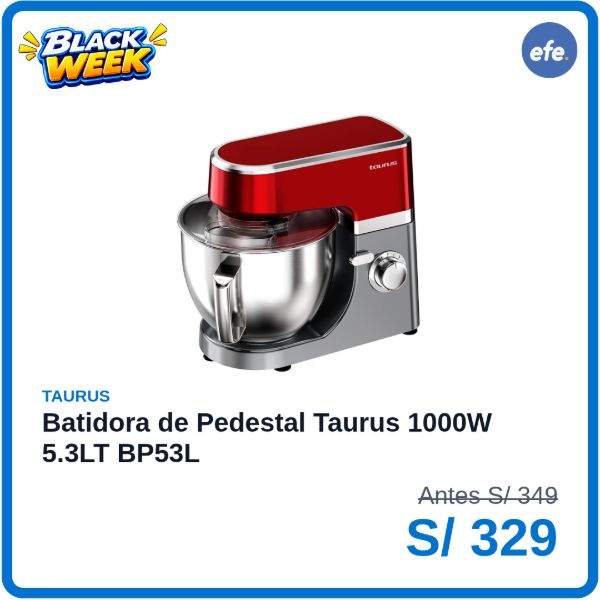 BLACK
WEEK
efe.
taurus
TAURUS
Batidora de Pedestal Taurus 1000W
5.3LT BP53L
Antes S/ 349
S/ 329